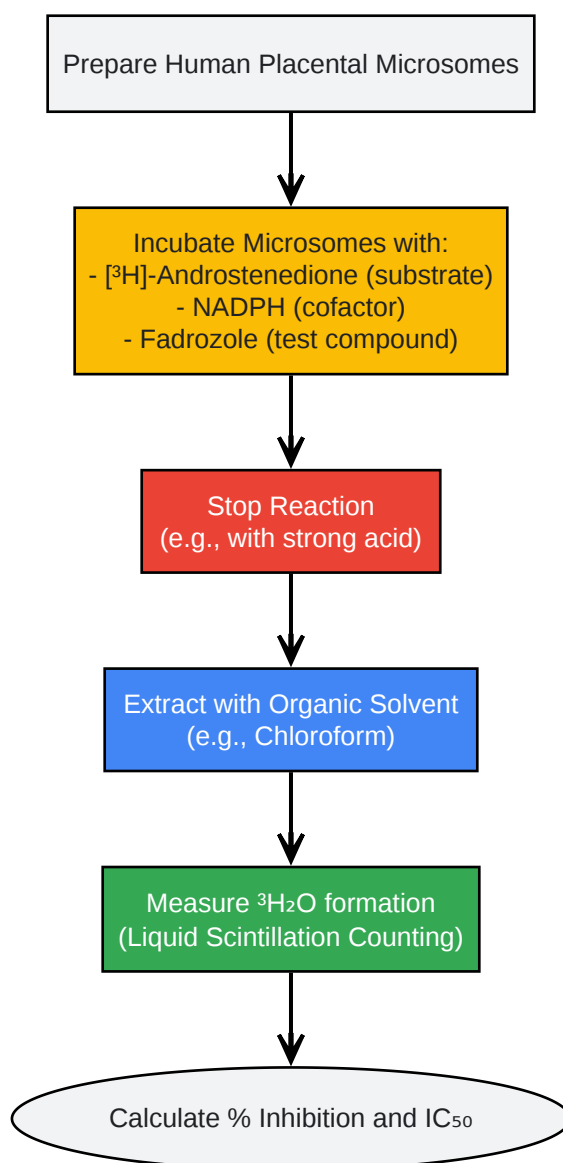 Prepare Human Placental Microsomes
Incubate Microsomes with:
- [³H]-Androstenedione (substrate)
- NADPH (cofactor)
- Fadrozole (test compound)
Stop Reaction
(e.g., with strong acid)
Extract with Organic Solvent
(e.g., Chloroform)
Measure ³H₂O formation
(Liquid Scintillation Counting)
Calculate % Inhibition and IC₅₀